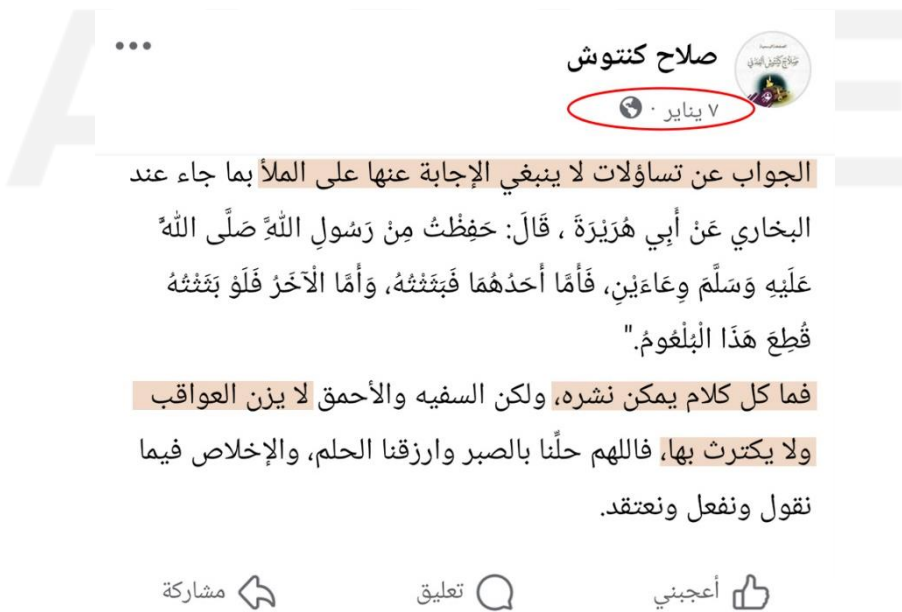 صلاح كنتوش
٧ يناير ·
الجواب عن تساؤلات لا ينبغي الإجابة عنها على الملأ بما جاء عند
البخاري عَنْ أَبِي هُرَيْرَةَ ، قَالَ: حَفِظْتُ مِنْ رَسُولِ اللَّهِ صَلَّى اللَّهُ
عَلَيْهِ وَسَلَّمَ وِعَاءَيْنِ، فَأَمَّا أَحَدُهُمَا فَبَثَثْتُهُ، وَأَمَّا الْآخَرُ فَلَوْ بَثَثْتُهُ
قُطِعَ هَذَا الْبُلْعُومُ."
فما كل كلام يمكن نشره، ولكن السفيه والأحمق لا يزن العواقب
ولا يكترث بها، فاللهم حلِّنا بالصبر وارزقنا الحلم، والإخلاص فيما
نقول ونفعل ونعتقد.
أعجبني تعليق مشاركة